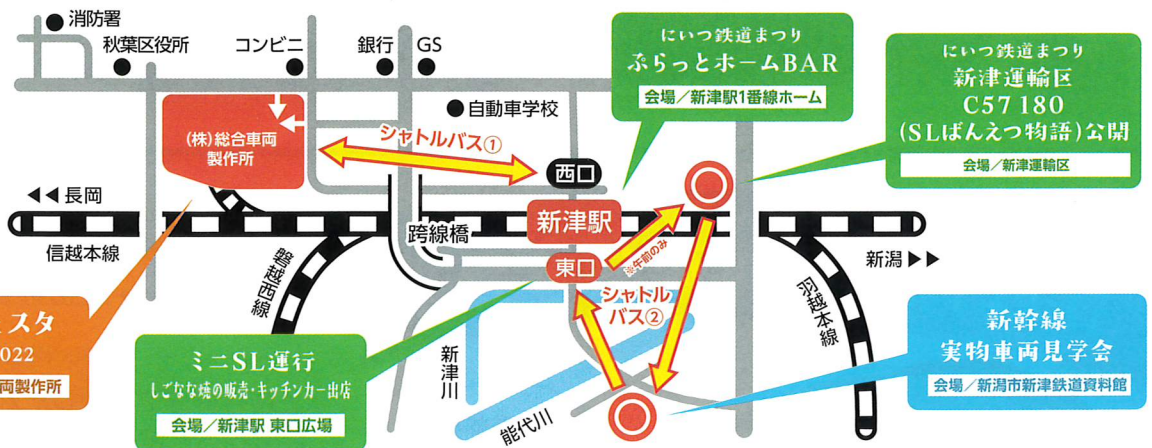 消防署
秋葉区役所
コンビニ
銀行
GS
自動車学校
(株)総合車両
製作所
シャトルバス①
西口
新津駅
東口
跨線橋
◀◀長岡
信越本線
磐越西線
新潟▶▶
羽越本線
※午前のみ
シャトル
バス②
新津川
能代川
にいつ鉄道まつり
ぷらっとホームBAR
会場/新津駅1番線ホーム
にいつ鉄道まつり
新津運輸区
C57 180
(SLばんえつ物語)公開
会場/新津運輸区
スタ
022
両製作所
ミニSL運行
しごなな焼の販売・キッチンカー出店
会場/新津駅 東口広場
新幹線
実物車両見学会
会場/新潟市新津鉄道資料館